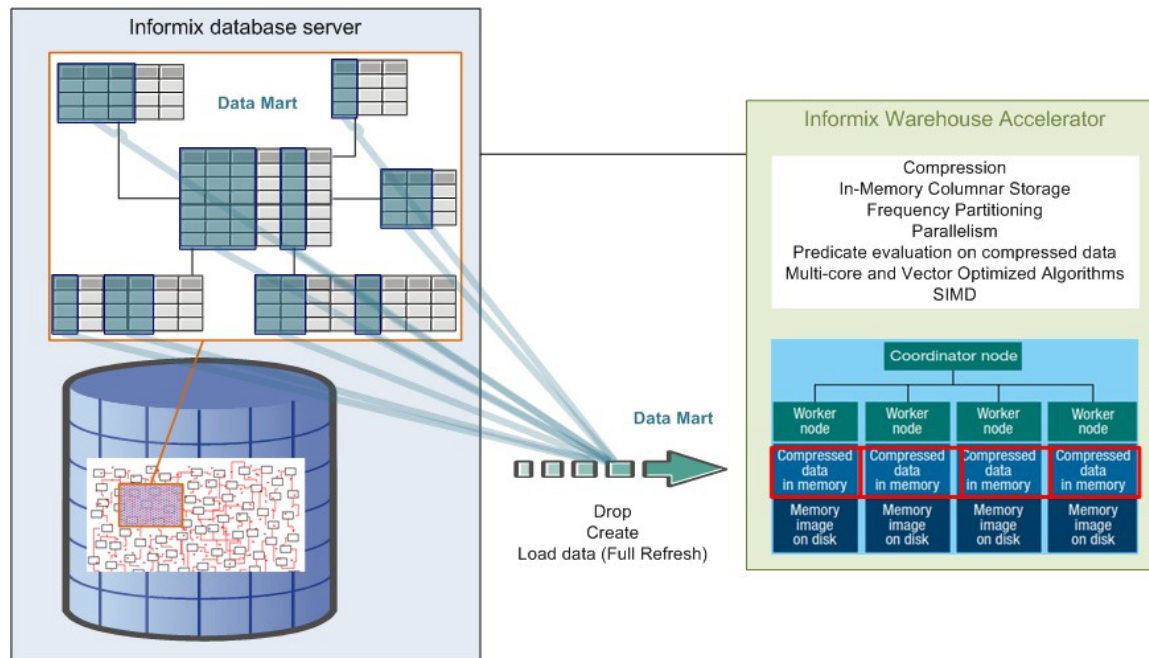 Informix database server
Data Mart
Data Mart
Drop
Create
Load data (Full Refresh)
Informix Warehouse Accelerator
Compression
In-Memory Columnar Storage
Frequency Partitioning
Parallelism
Predicate evaluation on compressed data
Multi-core and Vector Optimized Algorithms
SIMD
Coordinator node
Worker
node
Worker
node
Worker
node
Worker
node
Compressed
data
in memory
Compressed
data
in memory
Compressed
data
in memory
Compressed
data
in memory
Memory
image
on disk
Memory
image
on disk
Memory
image
on disk
Memory
image
on disk